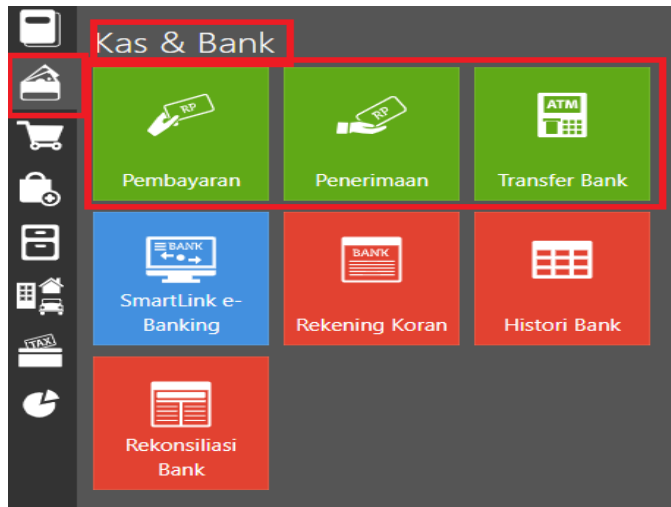 Kas & Bank
RP
RP
ATM
Pembayaran
Penerimaan
Transfer Bank
BANK
BANK
SmartLink e-
Banking
Rekening Koran
Histori Bank
TAX
Rekonsiliasi
Bank